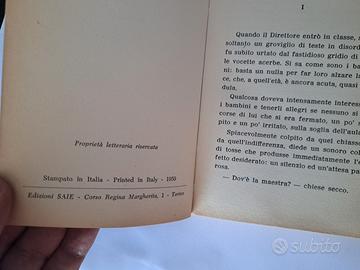 Proprietà letteraria riservata
Stampato in Italia - Printed in Italy - 1959
Edizioni SAIE - Corso Regina Margherita, 1 - Torino
I
Quando il Direttore entrò in classe,
soltanto un groviglio di teste in disord
fu subito urtato dal fastidioso gridio di
le vocette acerbe. Si sa come sono i
ni: basta un nulla per far loro alzare la
ce, che, a quell'età, è ancora acuta, quasi
dula.
Qualcosa doveva intensamente interess
i bambini e tenerli allegri se nessuno si
corse di lui che si era fermato, un po'
pito e un po' irritato, sulla soglia dell'aula
Spiacevolmente colpito da quel chiasso
da quell'indifferenza, diede un sonoro col
di tosse che produsse immediatamente l'
fetto desiderato: un silenzio ed un'attesa pa
rosa.
— Dov'è la maestra? — chiese secco.
subito